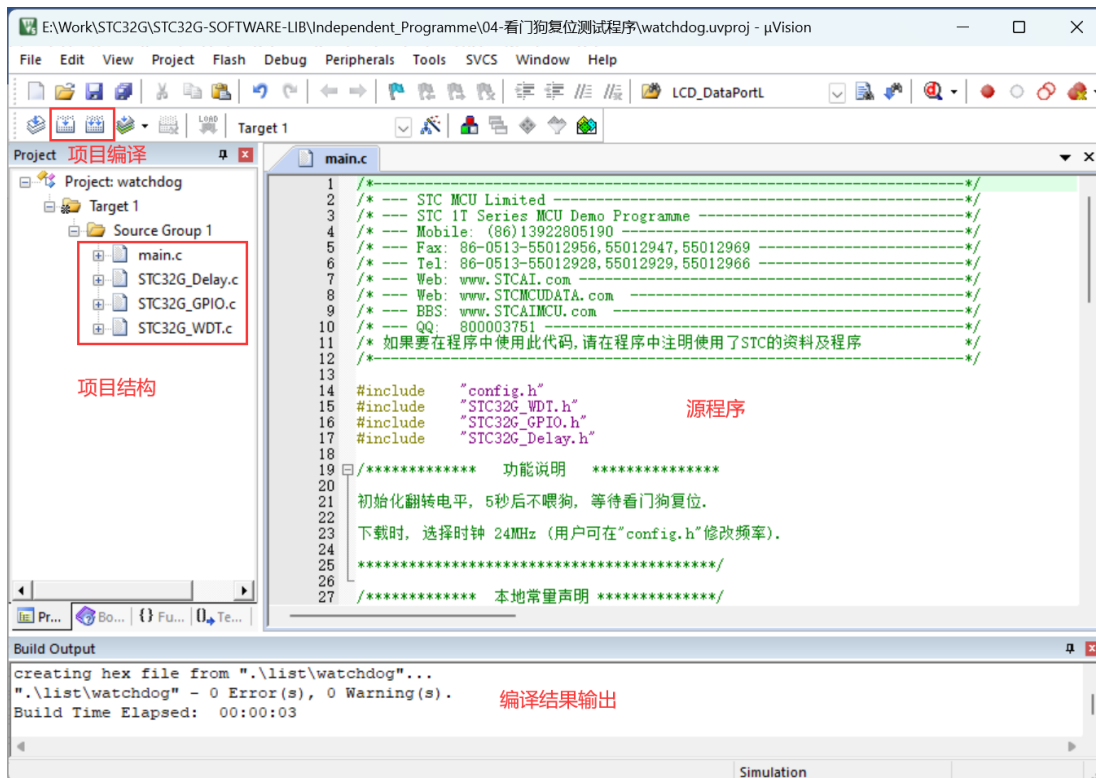 E:\Work\STC32G\STC32G-SOFTWARE-LIB\Independent_Programme\04-看门狗复位测试程序\watchdog.uvproj - µVision
File Edit View Project Flash Debug Peripherals Tools SVCS Window Help
LCD_DataPortL
LOAD
Target 1
Project 项目编译
Project: watchdog
Target 1
Source Group 1
main.c
STC32G_Delay.c
STC32G_GPIO.c
STC32G_WDT.c
项目结构
Pr... Bo... {} Fu... Te...
main.c
1 /*---------------------------------------------------------------------*/
2 /* --- STC MCU Limited ------------------------------------------------*/
3 /* --- STC 1T Series MCU Demo Programme -------------------------------*/
4 /* --- Mobile: (86)13922805190 ----------------------------------------*/
5 /* --- Fax: 86-0513-55012956,55012947,55012969 ------------------------*/
6 /* --- Tel: 86-0513-55012928,55012929,55012966 ------------------------*/
7 /* --- Web: www.STCAI.com ---------------------------------------------*/
8 /* --- Web: www.STCMCUDATA.com  ---------------------------------------*/
9 /* --- BBS: www.STCAIMCU.com  -----------------------------------------*/
10 /* --- QQ:  800003751 -------------------------------------------------*/
11 /* 如果要在程序中使用此代码,请在程序中注明使用了STC的资料及程序 */
12 /*---------------------------------------------------------------------*/
13
14 #include "config.h"
15 #include "STC32G_WDT.h"
16 #include "STC32G_GPIO.h"
17 #include "STC32G_Delay.h"
源程序
18
19 /************* 功能说明 ***************
20
21 初始化翻转电平, 5秒后不喂狗, 等待看门狗复位.
22
23 下载时, 选择时钟 24MHz (用户可在"config.h"修改频率).
24
25 ******************************************/
26
27 /************* 本地常量声明 **************/
Build Output
creating hex file from ".\list\watchdog"...
".\list\watchdog" - 0 Error(s), 0 Warning(s).
Build Time Elapsed: 00:00:03
编译结果输出
Simulation